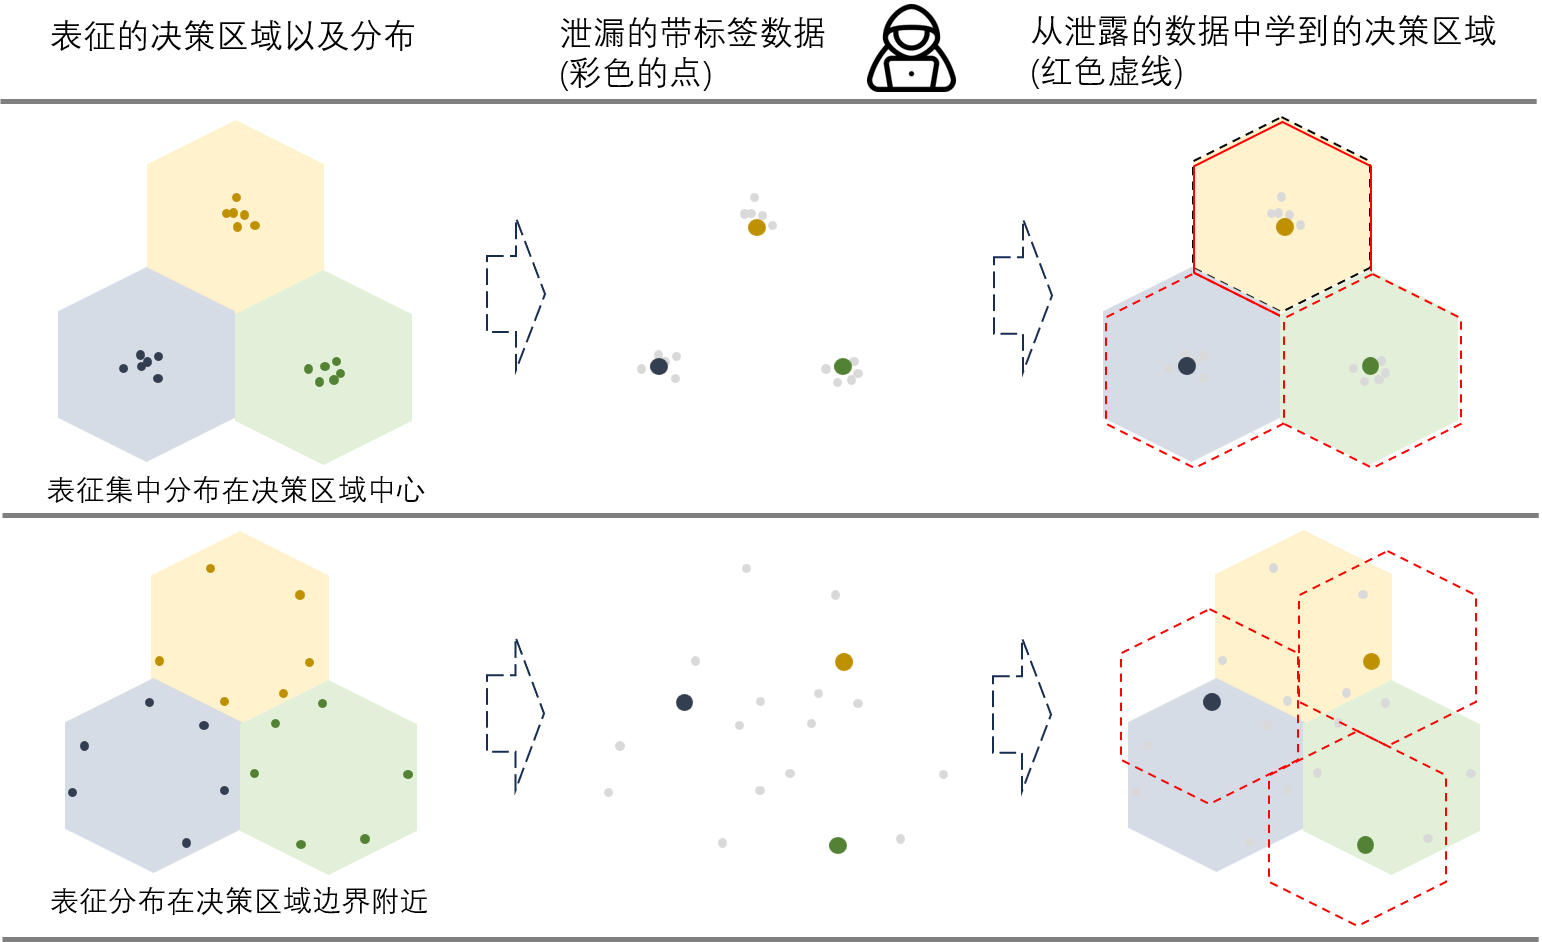 表征的决策区域以及分布
泄漏的带标签数据
(彩色的点)
从泄露的数据中学到的决策区域
(红色虚线)
表征集中分布在决策区域中心
表征分布在决策区域边界附近